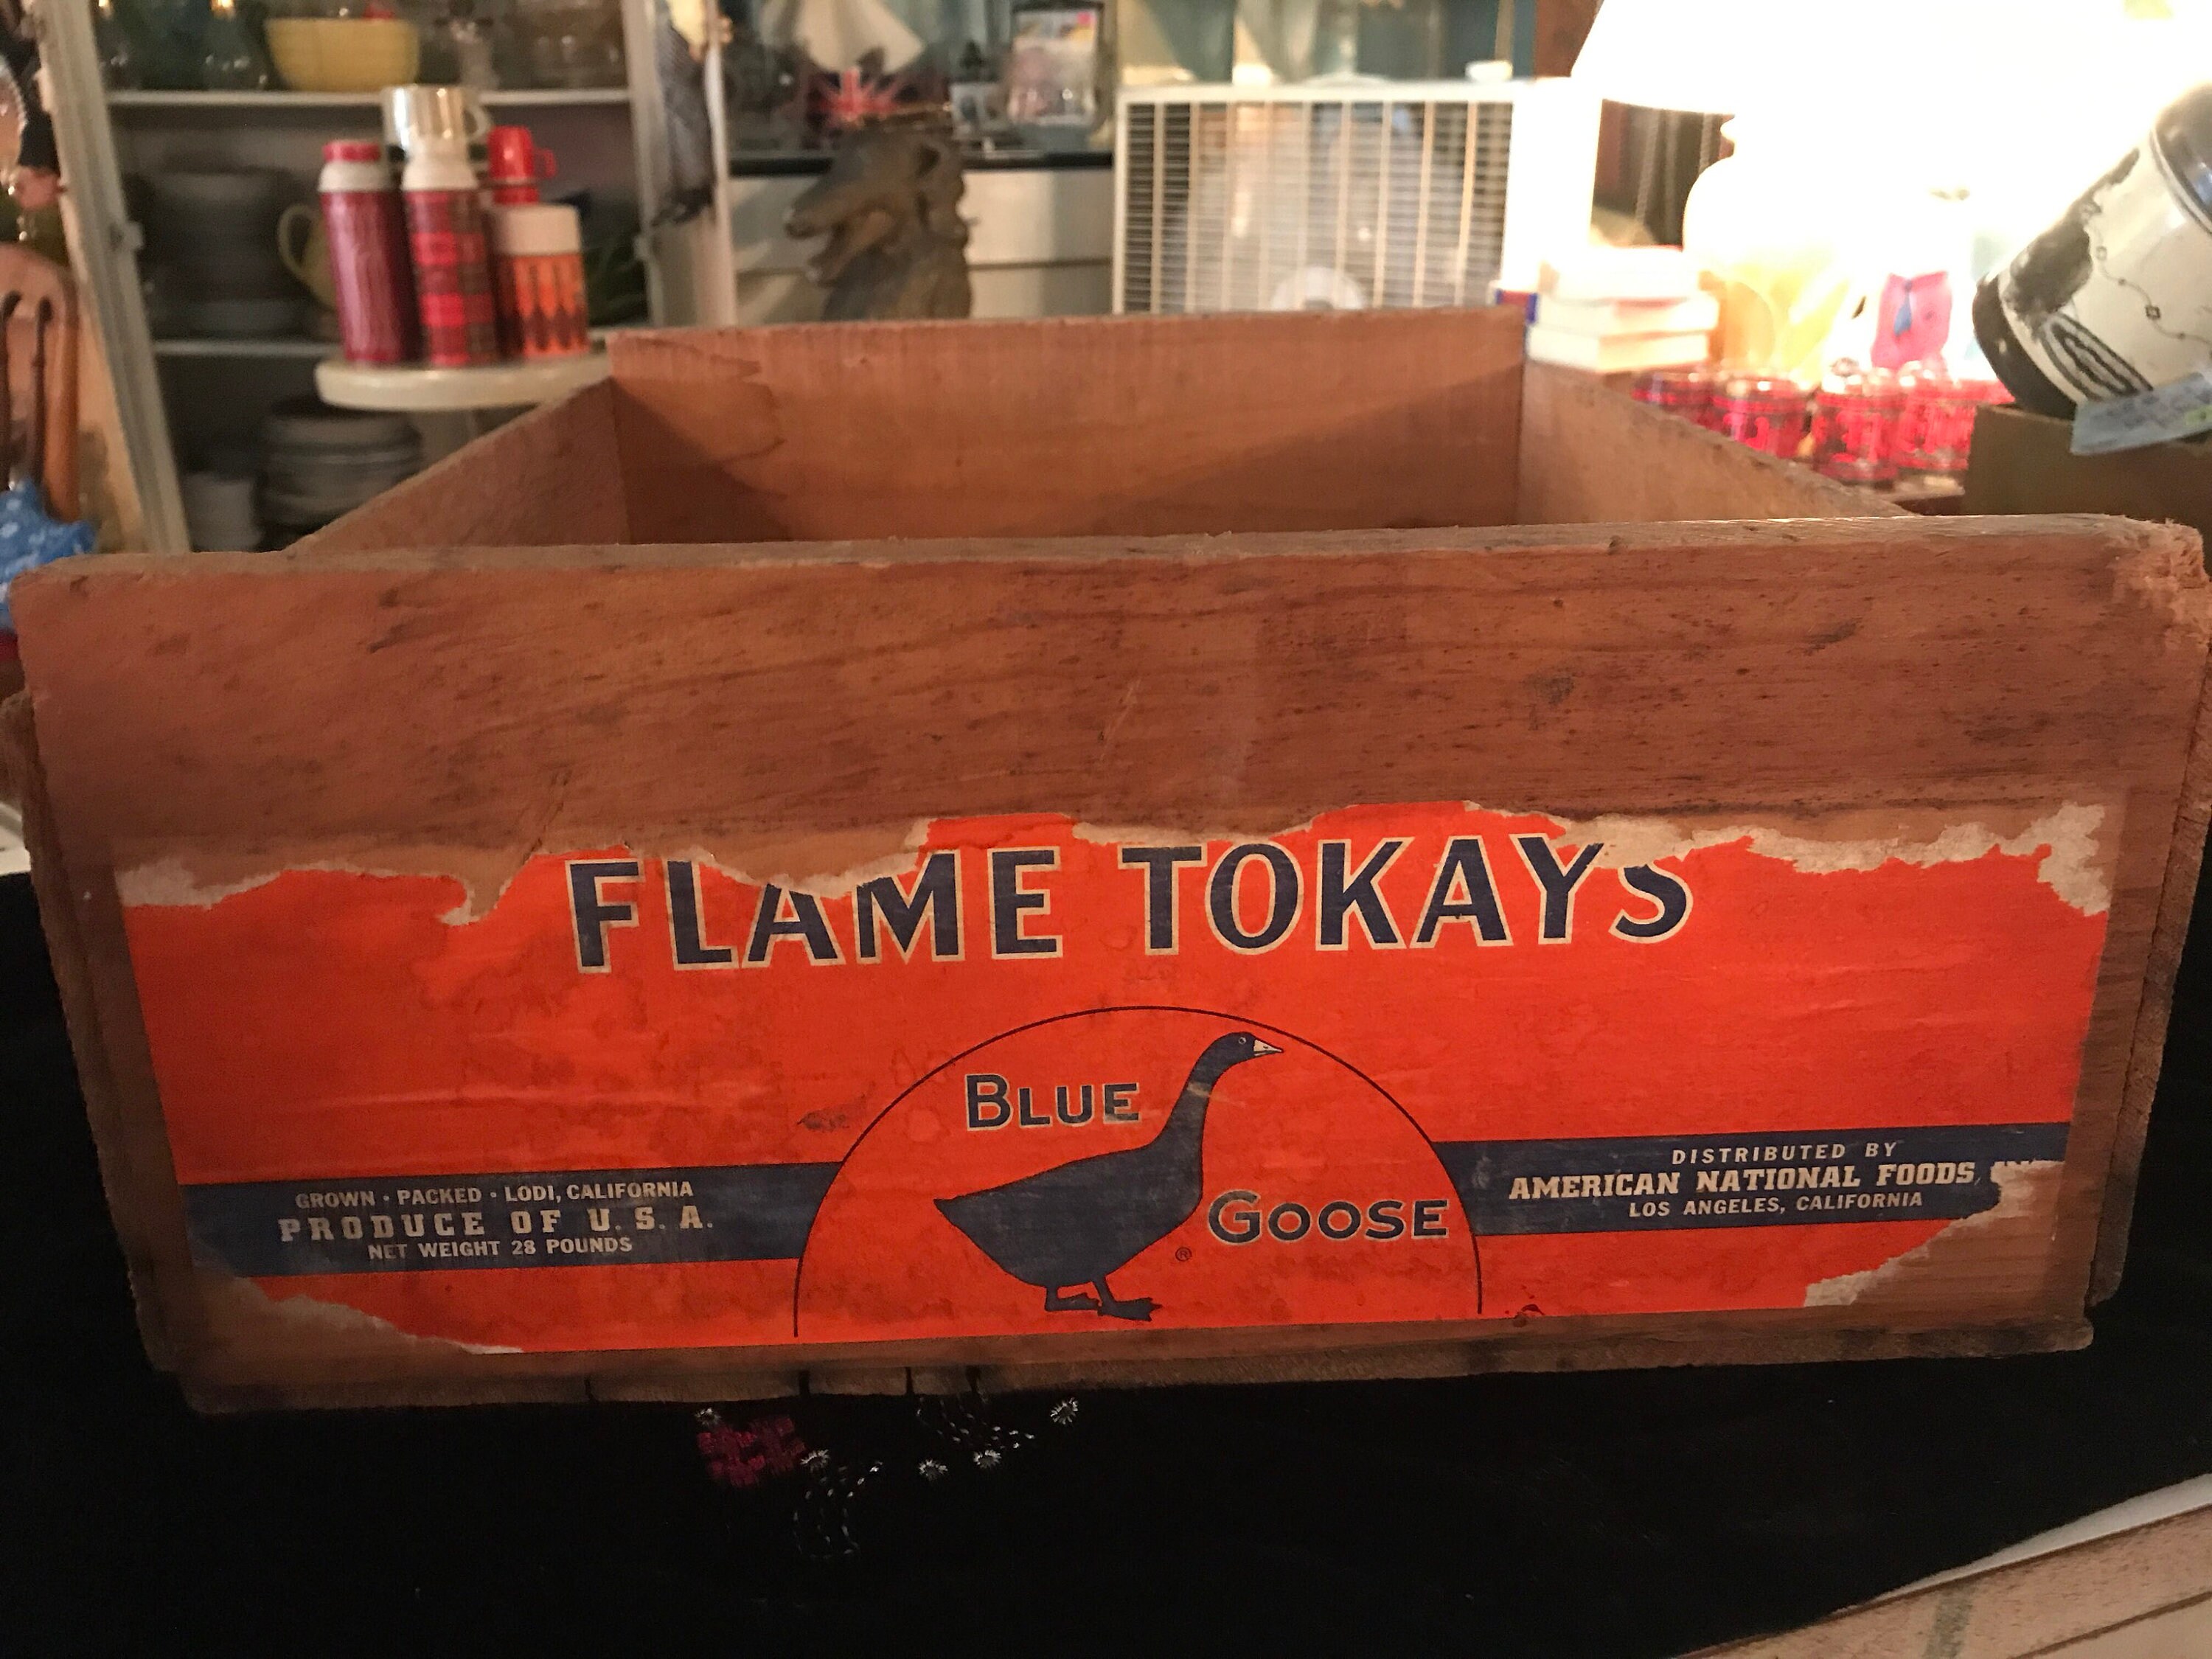 FLAME TOKAYS
BLUE
GOOSE
®
GROWN • PACKED • LODI, CALIFORNIA
PRODUCE OF U.S.A.
NET WEIGHT 28 POUNDS
DISTRIBUTED BY
AMERICAN NATIONAL FOODS,
LOS ANGELES, CALIFORNIA